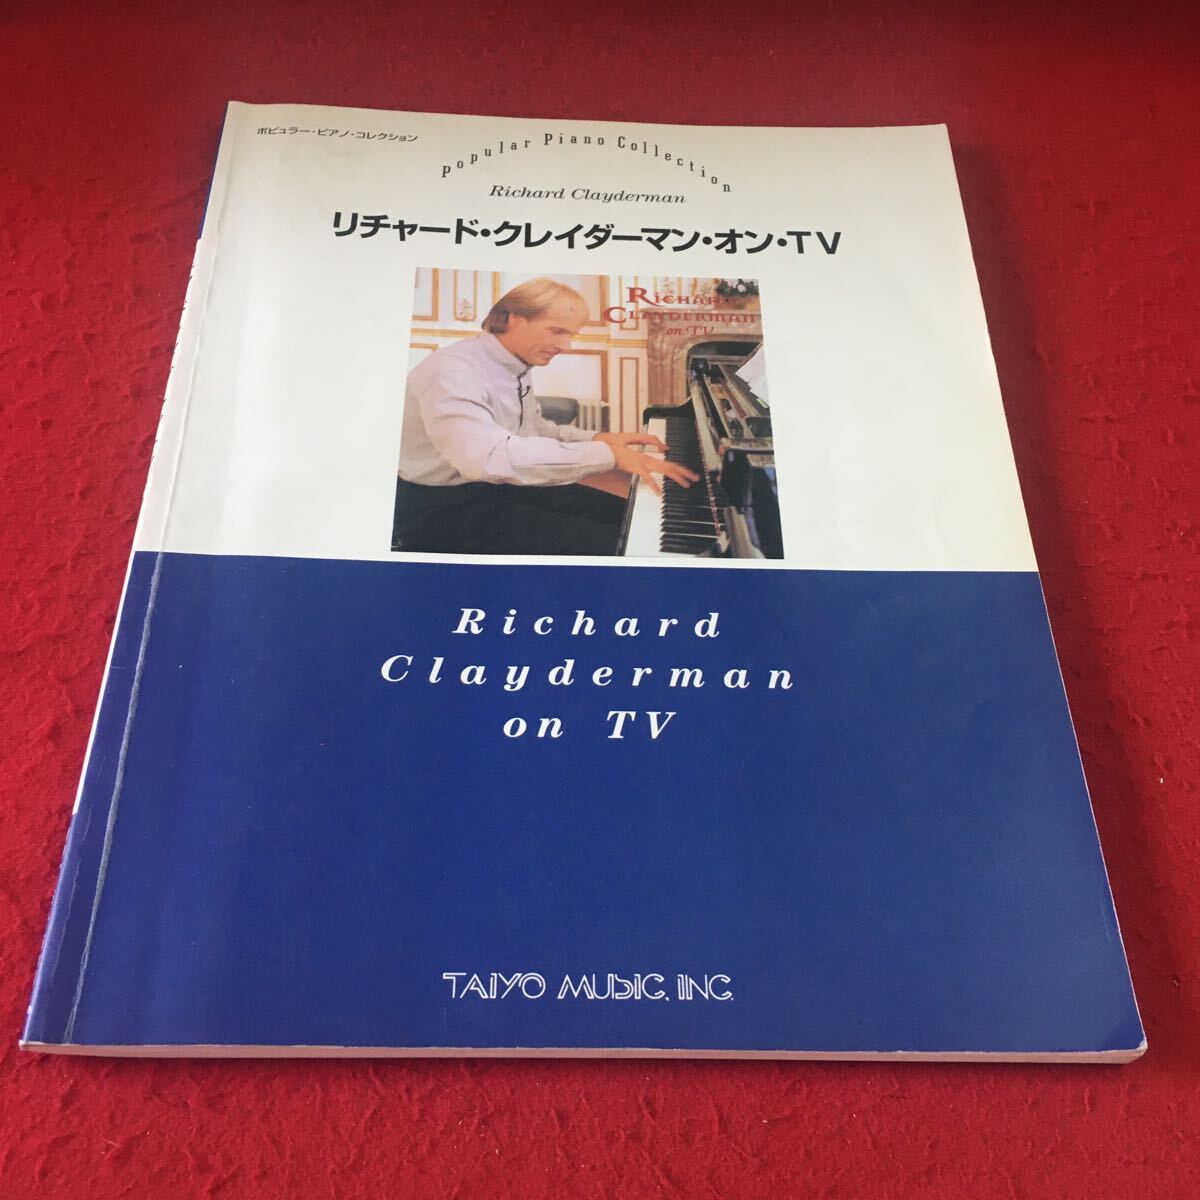 ポピュラー・ピアノ・コレクション
Popular Piano Collection
Richard Clayderman
リチャード・クレイダーマン・オン・TV
RICHARD
CLAYDERMAN
on TV
Richard
Clayderman
on TV
TAIYO MUSIC, INC.